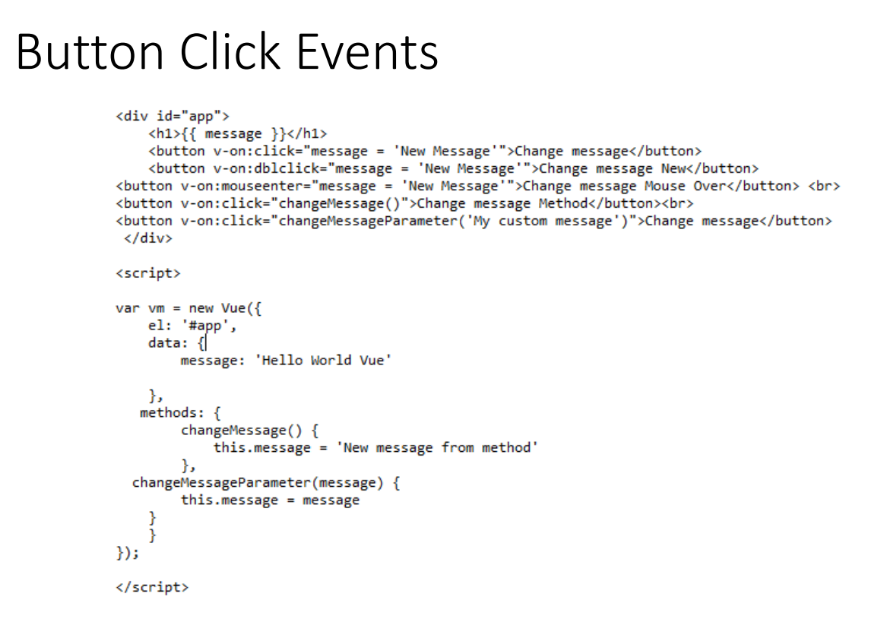 Button Click Events
<div id="app">
<h1>{{ message }}</h1>
<button v-on:click="message = 'New Message'">Change message</button>
<button v-on:dblclick="message = 'New Message'">Change message New</button>
<button v-on:mouseenter="message = 'New Message'">Change message Mouse Over</button> <br>
<button v-on:click="changeMessage()">Change message Method</button><br>
<button v-on:click="changeMessageParameter('My custom message')">Change message</button>
</div>
<script>
var vm = new Vue({
el: '#app',
data: {
message: 'Hello World Vue'
},
methods: {
changeMessage() {
this.message = 'New message from method'
},
changeMessageParameter(message) {
this.message = message
}
}
});
</script>